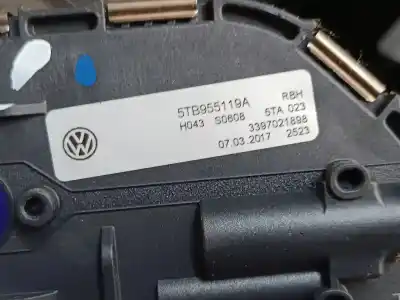 5TB955119A RBH
H043 S0608 5TA 023
3397021898
07.03.2017 2523